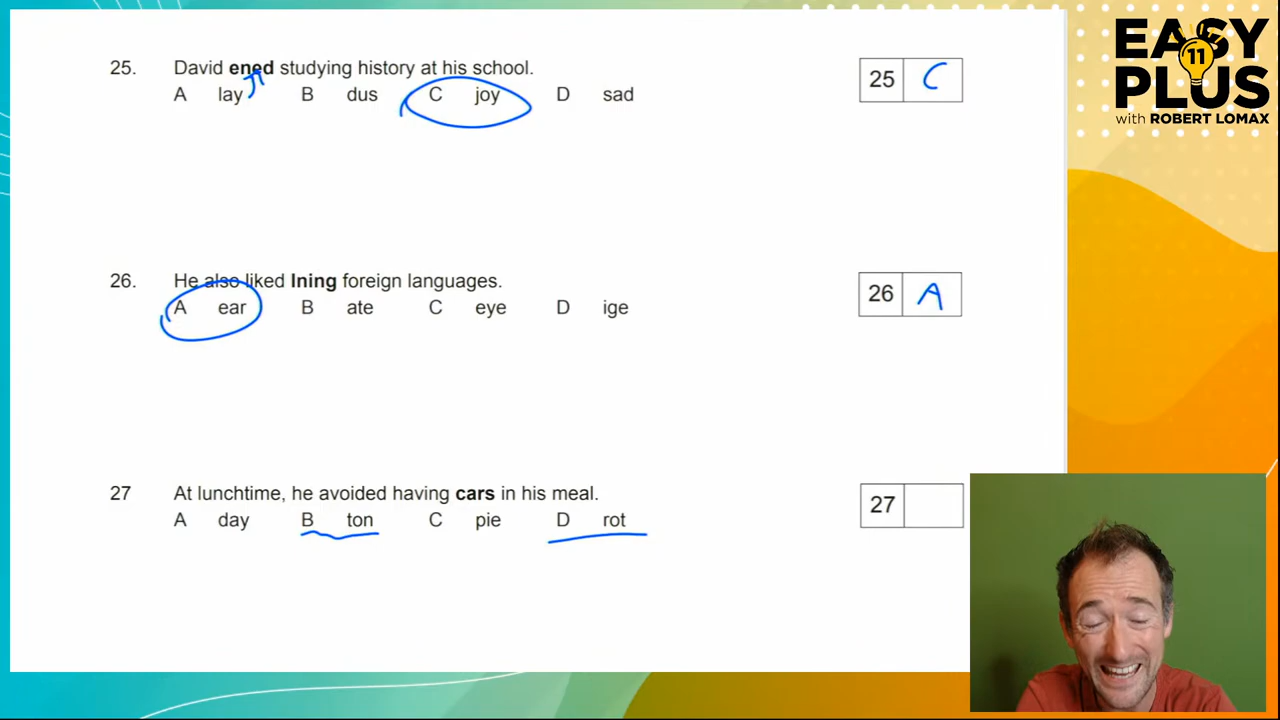 25. David ened studying history at his school.
A lay B dus C joy D sad
25 C
26. He also liked lning foreign languages.
A ear B ate C eye D ige
26 A
27 At lunchtime, he avoided having cars in his meal.
A day B ton C pie D rot
27
EASY
11
PLUS
with ROBERT LOMAX